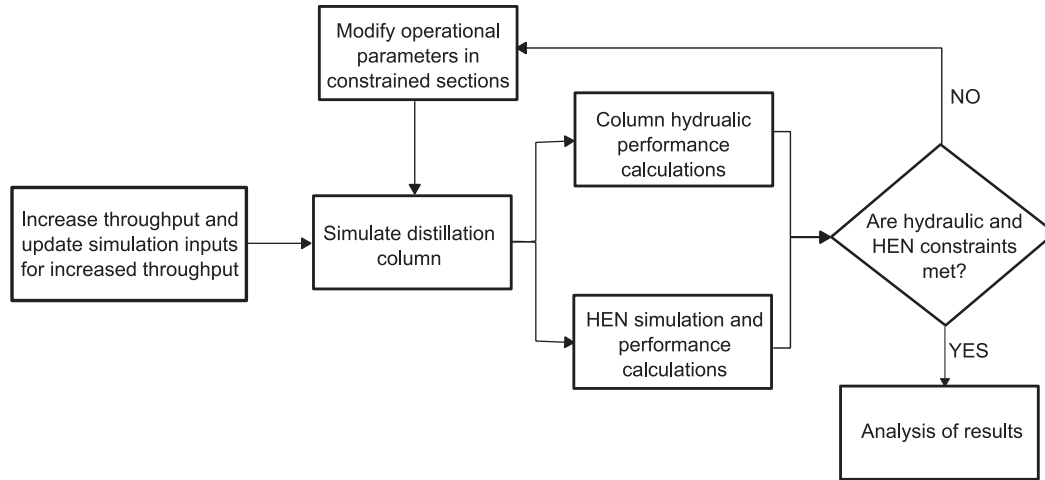 Modify operational
parameters in
constrained sections
NO
Column hydrualic
performance
calculations
Increase throughput and
update simulation inputs
for increased throughput
Simulate distillation
column
Are hydraulic and
HEN constraints
met?
HEN simulation and
performance
calculations
YES
Analysis of results